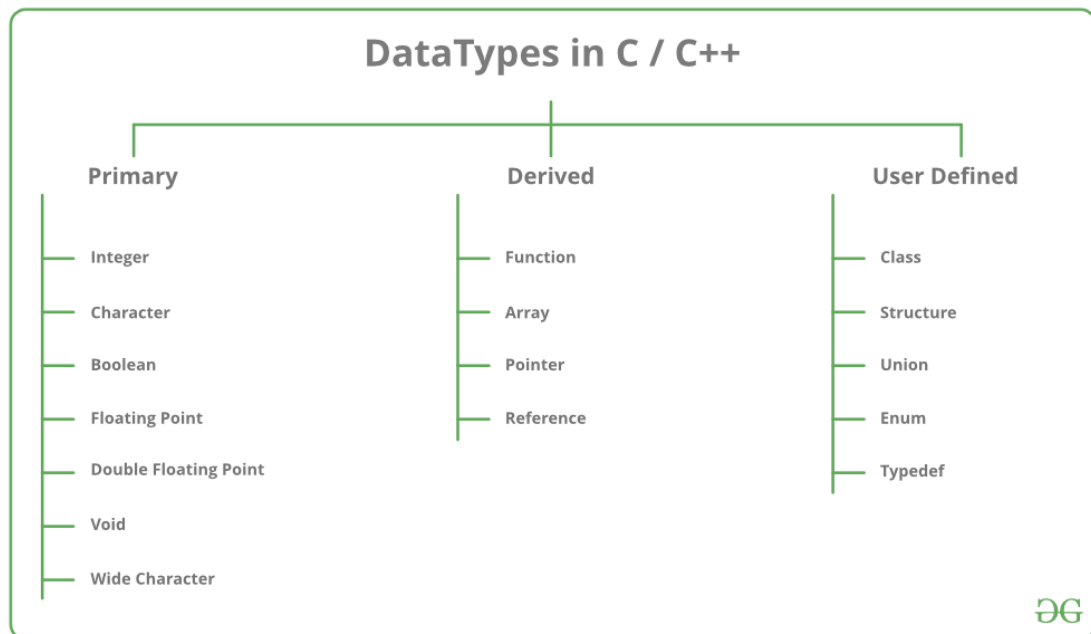 DataTypes in C / C++
Primary
Integer
Character
Boolean
Floating Point
Double Floating Point
Void
Wide Character
Derived
Function
Array
Pointer
Reference
User Defined
Class
Structure
Union
Enum
Typedef